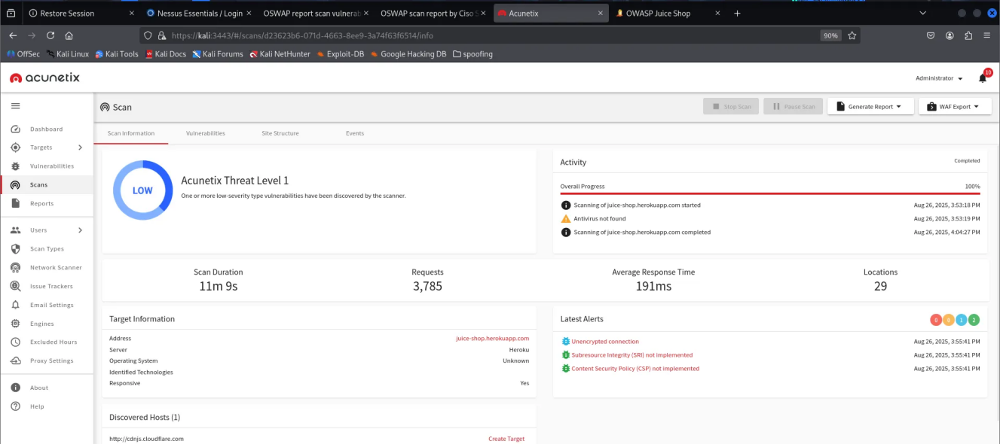 Restore Session
Nessus Essentials / Login
OSWAP report scan vulnerab
OSWAP scan report by Ciso S
Acunetix
OWASP Juice Shop
https://kali:3443/#/scans/d23623b6-071d-4663-8ee9-3a74f63f6514/info
90%
OffSec Kali Linux Kali Tools Kali Docs Kali Forums Kali NetHunter Exploit-DB Google Hacking DB spoofing
acunetix
Administrator
10
Scan
Stop Scan
Pause Scan
Generate Report
WAF Export
Dashboard
Targets
Vulnerabilities
Scans
Reports
Users
Scan Types
Network Scanner
Issue Trackers
Email Settings
Engines
Excluded Hours
Proxy Settings
About
Help
Scan Information Vulnerabilities Site Structure Events
LOW
Acunetix Threat Level 1
One or more low-severity type vulnerabilities have been discovered by the scanner.
Activity
Completed
Overall Progress 100%
Scanning of juice-shop.herokuapp.com started Aug 26, 2025, 3:53:18 PM
Antivirus not found Aug 26, 2025, 3:53:19 PM
Scanning of juice-shop.herokuapp.com completed Aug 26, 2025, 4:04:27 PM
Scan Duration
11m 9s
Requests
3,785
Average Response Time
191ms
Locations
29
Target Information
Address juice-shop.herokuapp.com
Server Heroku
Operating System Unknown
Identified Technologies
Responsive Yes
Latest Alerts
0 0 1 2
Unencrypted connection Aug 26, 2025, 3:55:41 PM
Subresource Integrity (SRI) not implemented Aug 26, 2025, 3:55:41 PM
Content Security Policy (CSP) not implemented Aug 26, 2025, 3:55:41 PM
Discovered Hosts (1)
http://cdnjs.cloudflare.com Create Target